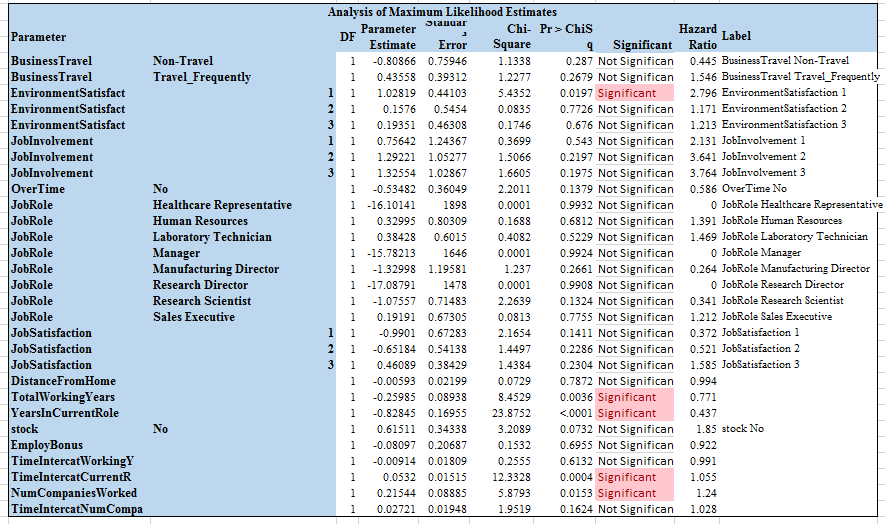 Analysis of Maximum Likelihood Estimates
Parameter DF Parameter Estimate Standar d Error Chi-Square Pr > ChiS q Significant Hazard Ratio Label
BusinessTravel Non-Travel 1 -0.80866 0.75946 1.1338 0.287 Not Significan 0.445 BusinessTravel Non-Travel
BusinessTravel Travel_Frequently 1 0.43558 0.39312 1.2277 0.2679 Not Significan 1.546 BusinessTravel Travel_Frequently
EnvironmentSatisfact 1 1 1.02819 0.44103 5.4352 0.0197 Significant 2.796 EnvironmentSatisfaction 1
EnvironmentSatisfact 2 1 0.1576 0.5454 0.0835 0.7726 Not Significan 1.171 EnvironmentSatisfaction 2
EnvironmentSatisfact 3 1 0.19351 0.46308 0.1746 0.676 Not Significan 1.213 EnvironmentSatisfaction 3
JobInvolvement 1 1 0.75642 1.24367 0.3699 0.543 Not Significan 2.131 JobInvolvement 1
JobInvolvement 2 1 1.29221 1.05277 1.5066 0.2197 Not Significan 3.641 JobInvolvement 2
JobInvolvement 3 1 1.32554 1.02867 1.6605 0.1975 Not Significan 3.764 JobInvolvement 3
OverTime No 1 -0.53482 0.36049 2.2011 0.1379 Not Significan 0.586 OverTime No
JobRole Healthcare Representative 1 -16.10141 1898 0.0001 0.9932 Not Significan 0 JobRole Healthcare Representative
JobRole Human Resources 1 0.32995 0.80309 0.1688 0.6812 Not Significan 1.391 JobRole Human Resources
JobRole Laboratory Technician 1 0.38428 0.6015 0.4082 0.5229 Not Significan 1.469 JobRole Laboratory Technician
JobRole Manager 1 -15.78213 1646 0.0001 0.9924 Not Significan 0 JobRole Manager
JobRole Manufacturing Director 1 -1.32998 1.19581 1.237 0.2661 Not Significan 0.264 JobRole Manufacturing Director
JobRole Research Director 1 -17.08791 1478 0.0001 0.9908 Not Significan 0 JobRole Research Director
JobRole Research Scientist 1 -1.07557 0.71483 2.2639 0.1324 Not Significan 0.341 JobRole Research Scientist
JobRole Sales Executive 1 0.19191 0.67305 0.0813 0.7755 Not Significan 1.212 JobRole Sales Executive
JobSatisfaction 1 1 -0.9901 0.67283 2.1654 0.1411 Not Significan 0.372 JobSatisfaction 1
JobSatisfaction 2 1 -0.65184 0.54138 1.4497 0.2286 Not Significan 0.521 JobSatisfaction 2
JobSatisfaction 3 1 0.46089 0.38429 1.4384 0.2304 Not Significan 1.585 JobSatisfaction 3
DistanceFromHome 1 -0.00593 0.02199 0.0729 0.7872 Not Significan 0.994
TotalWorkingYears 1 -0.25985 0.08938 8.4529 0.0036 Significant 0.771
YearsInCurrentRole 1 -0.82845 0.16955 23.8752 <.0001 Significant 0.437
stock No 1 0.61511 0.34338 3.2089 0.0732 Not Significan 1.85 stock No
EmployBonus 1 -0.08097 0.20687 0.1532 0.6955 Not Significan 0.922
TimeIntercatWorkingY 1 -0.00914 0.01809 0.2555 0.6132 Not Significan 0.991
TimeIntercatCurrentR 1 0.0532 0.01515 12.3328 0.0004 Significant 1.055
NumCompaniesWorked 1 0.21544 0.08885 5.8793 0.0153 Significant 1.24
TimeIntercatNumCompa 1 0.02721 0.01948 1.9519 0.1624 Not Significan 1.028